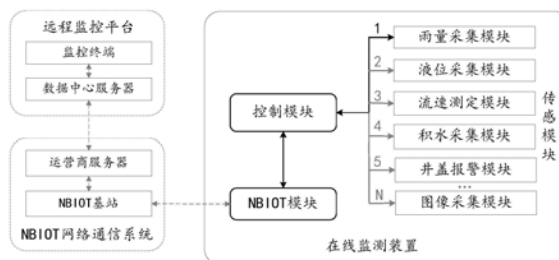 远程监控平台
监控终端
数据中心服务器
运营商服务器
NBIOT基站
NBIOT网络通信系统
控制模块
NBIOT模块
1
雨量采集模块
2
液位采集模块
3
流速测定模块
4
积水采集模块
5
井盖报警模块
...
N
图像采集模块
传感模块
在线监测装置